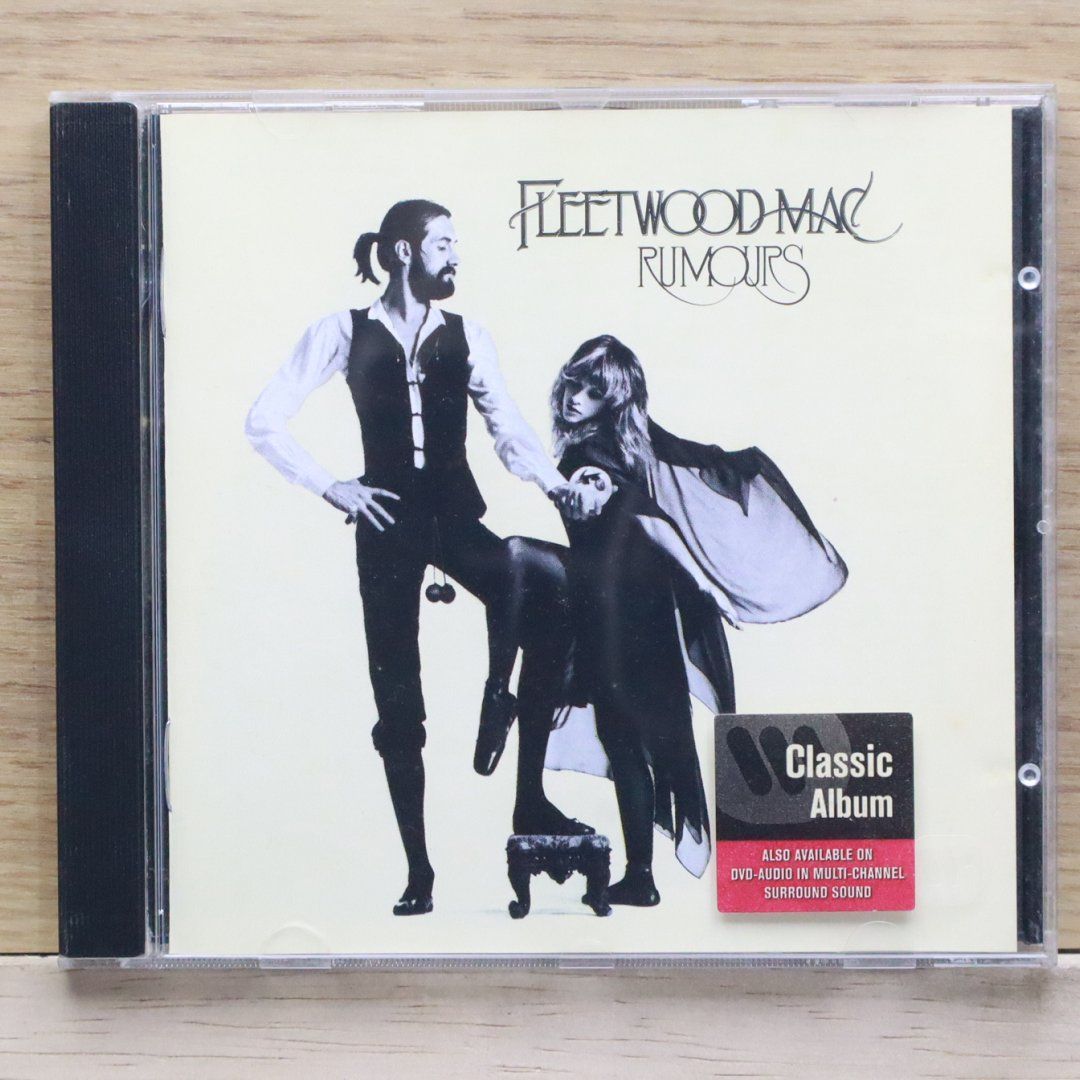 FLEETWOOD MAC
RUMOURS
Classic
Album
ALSO AVAILABLE ON
DVD-AUDIO IN MULTI-CHANNEL
SURROUND SOUND